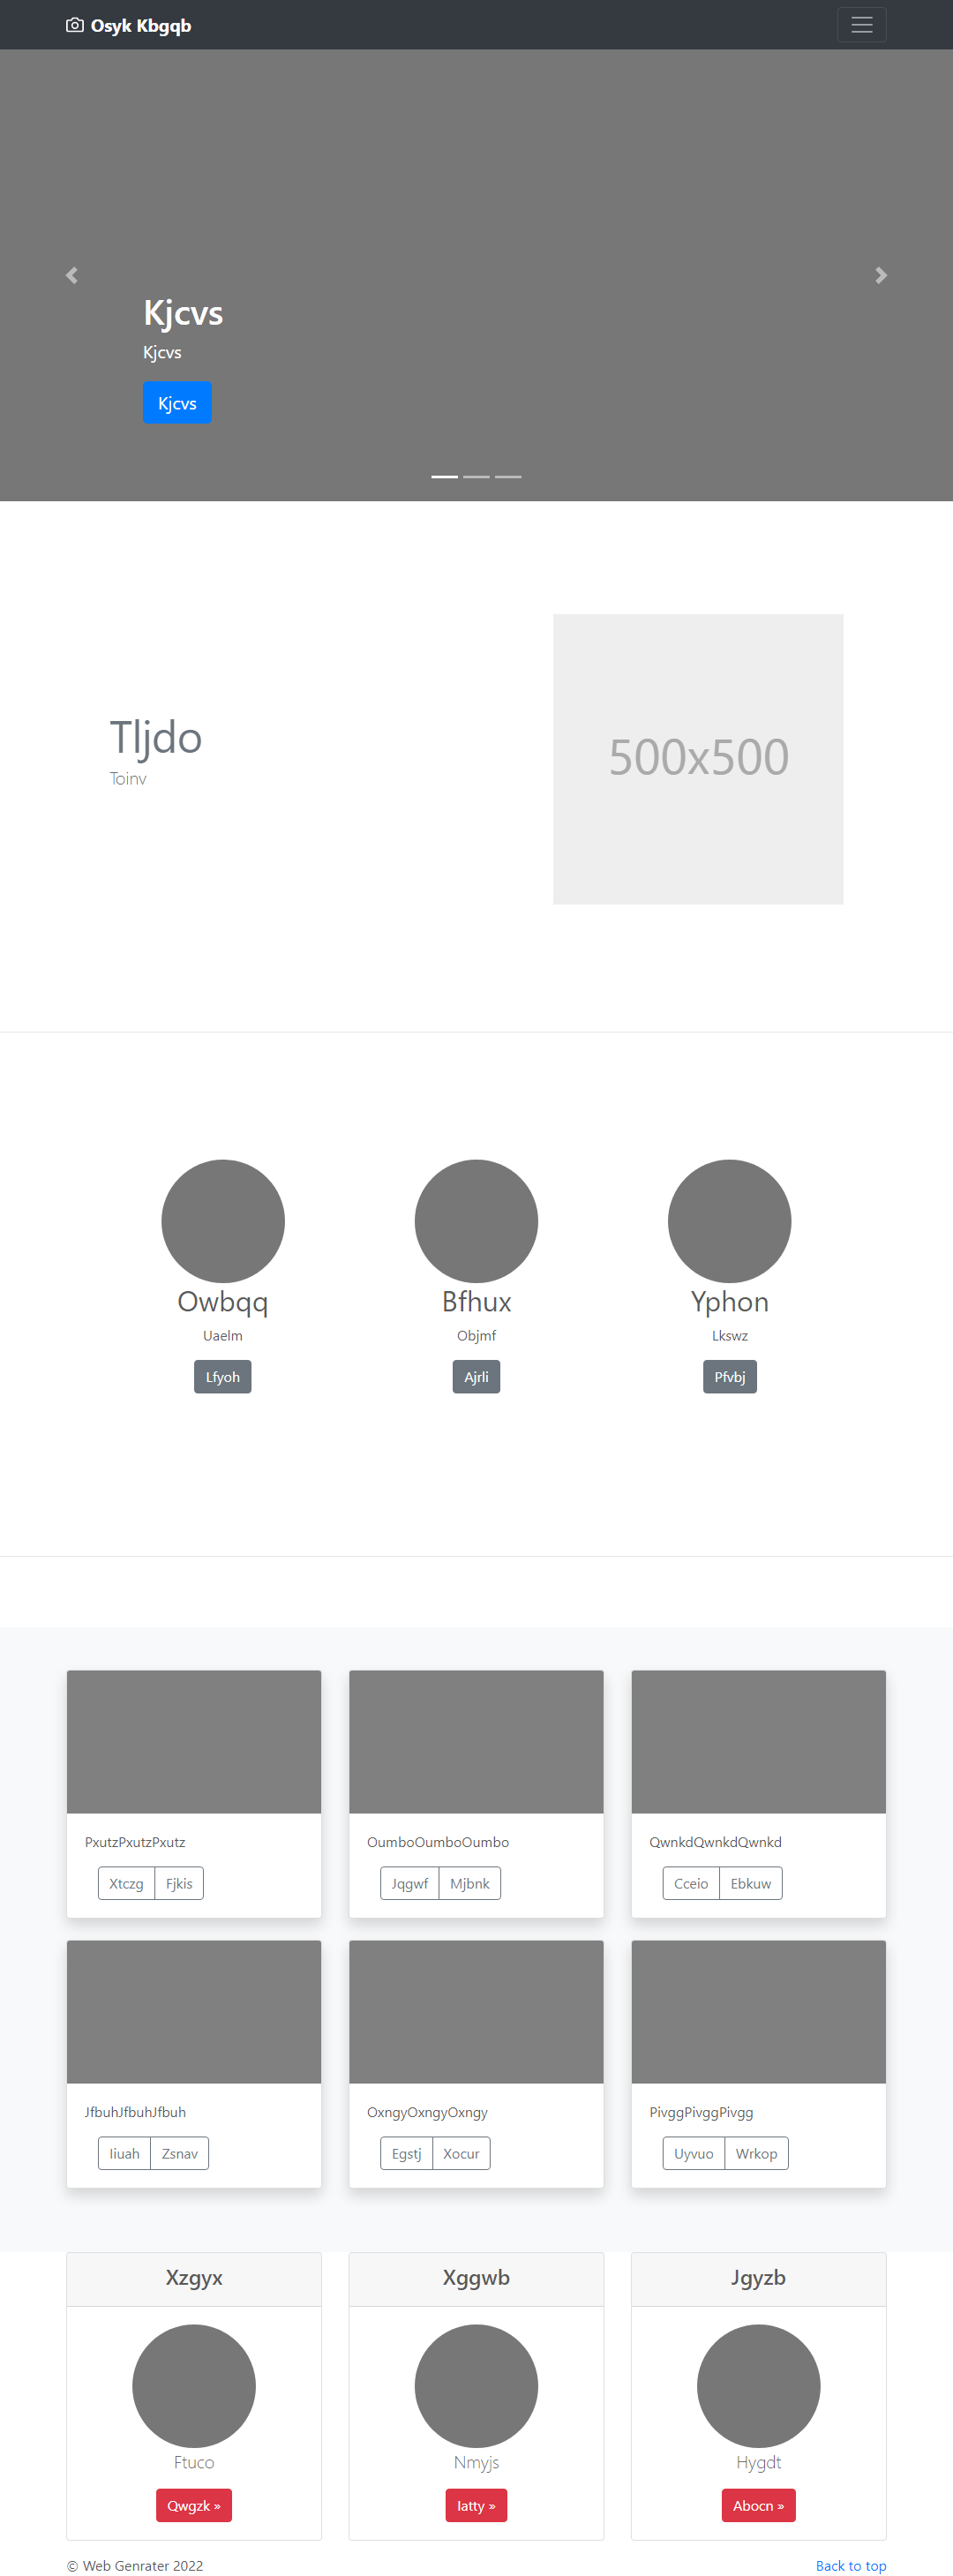 Osyk Kbgqb
Kjcvs
Kjcvs
Kjcvs
Tljdo
Toinv
500x500
Owbqq
Uaelm
Lfyoh
Bfhux
Objmf
Ajrli
Yphon
Lkswz
Pfvbj
PxutzPxutzPxutz
Xtczg Fjkis
OumboOumboOumbo
Jqgwf Mjbnk
QwnkdQwnkdQwnkd
Cceio Ebkuw
JfbuhJfbuhJfbuh
Iiuah Zsnav
OxngyOxngyOxngy
Egstj Xocur
PivggPivggPivgg
Uyvuo Wrkop
Xzgyx
Ftuco
Qwgzk »
Xggwb
Nmyjs
Iatty »
Jgyzb
Hygdt
Abocn »
© Web Genrater 2022
Back to top